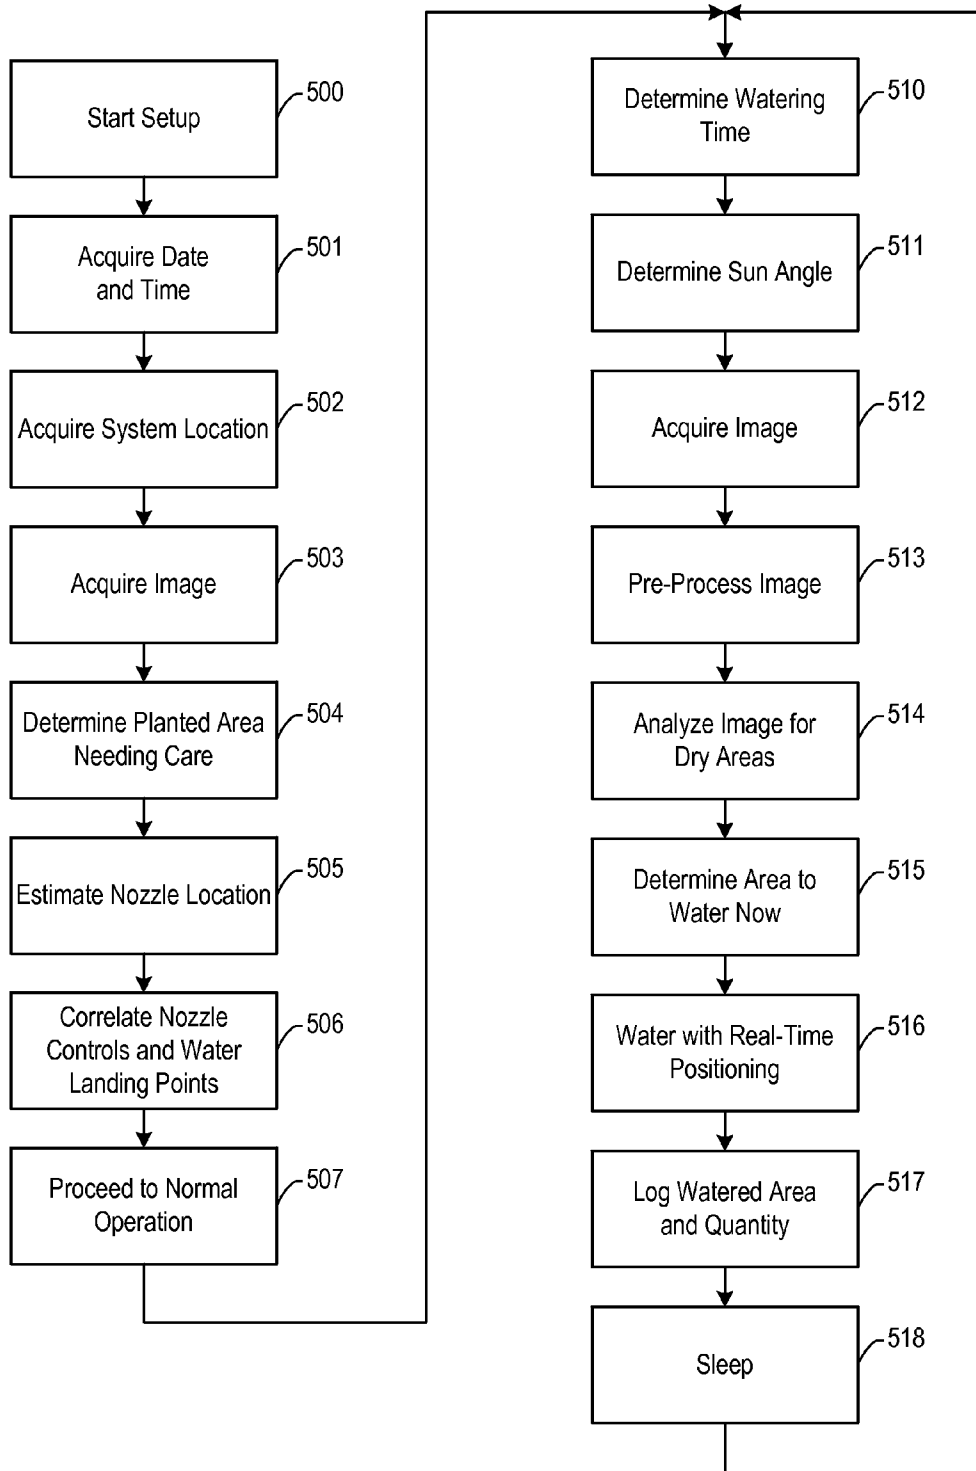 Start Setup
500
Acquire Date
and Time
501
Acquire System Location
502
Acquire Image
503
Determine Planted Area
Needing Care
504
Estimate Nozzle Location
505
Correlate Nozzle
Controls and Water
Landing Points
506
Proceed to Normal
Operation
507
Determine Watering
Time
510
Determine Sun Angle
511
Acquire Image
512
Pre-Process Image
513
Analyze Image for
Dry Areas
514
Determine Area to
Water Now
515
Water with Real-Time
Positioning
516
Log Watered Area
and Quantity
517
Sleep
518